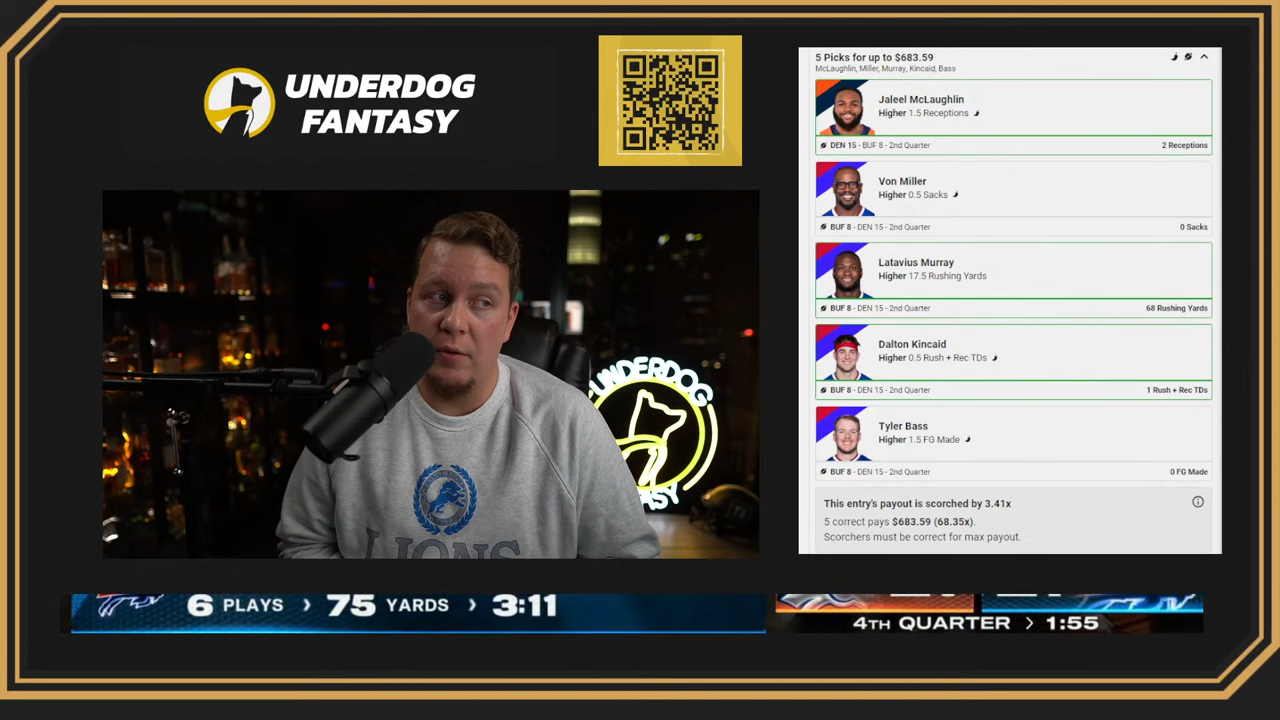 UNDERDOG
FANTASY
5 Picks for up to $683.59
McLaughlin, Miller, Murray, Kincaid, Bass
Jaleel McLaughlin
Higher 1.5 Receptions
DEN 15 - BUF 8 - 2nd Quarter
2 Receptions
Von Miller
Higher 0.5 Sacks
BUF 8 - DEN 15 - 2nd Quarter
0 Sacks
Latavius Murray
Higher 17.5 Rushing Yards
BUF 8 - DEN 15 - 2nd Quarter
68 Rushing Yards
Dalton Kincaid
Higher 0.5 Rush + Rec TDs
BUF 8 - DEN 15 - 2nd Quarter
1 Rush + Rec TDs
Tyler Bass
Higher 1.5 FG Made
BUF 8 - DEN 15 - 2nd Quarter
0 FG Made
This entry's payout is scorched by 3.41x
5 correct pays $683.59 (68.35x).
Scorchers must be correct for max payout.
UNDERDOG
LIONS
6 PLAYS > 75 YARDS > 3:11
4TH QUARTER > 1:55